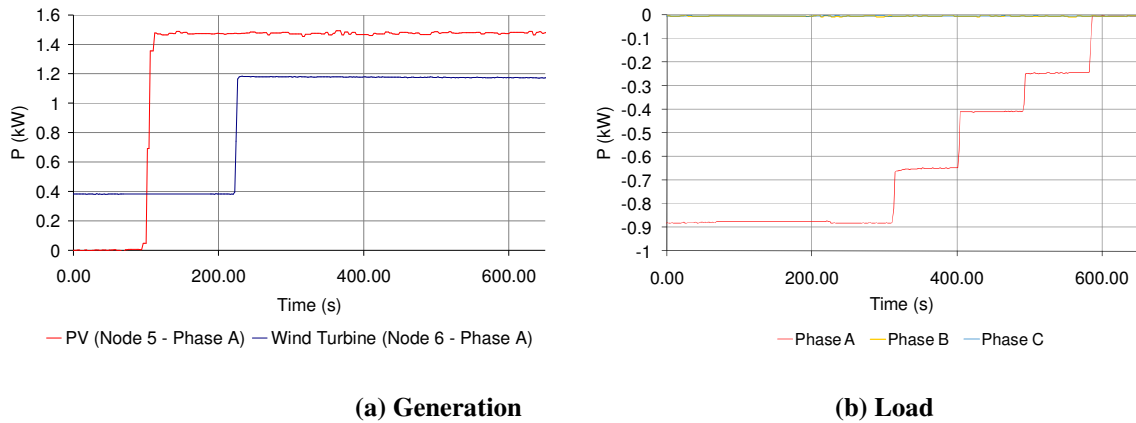 1.6
1.4
1.2
1
0.8
0.6
0.4
0.2
0
P (kW)
0.00 200.00 400.00 600.00
Time (s)
PV (Node 5 - Phase A) Wind Turbine (Node 6 - Phase A)
(a) Generation
0
-0.1
-0.2
-0.3
-0.4
-0.5
-0.6
-0.7
-0.8
-0.9
-1
P (kW)
0.00 200.00 400.00 600.00
Time (s)
Phase A Phase B Phase C
(b) Load